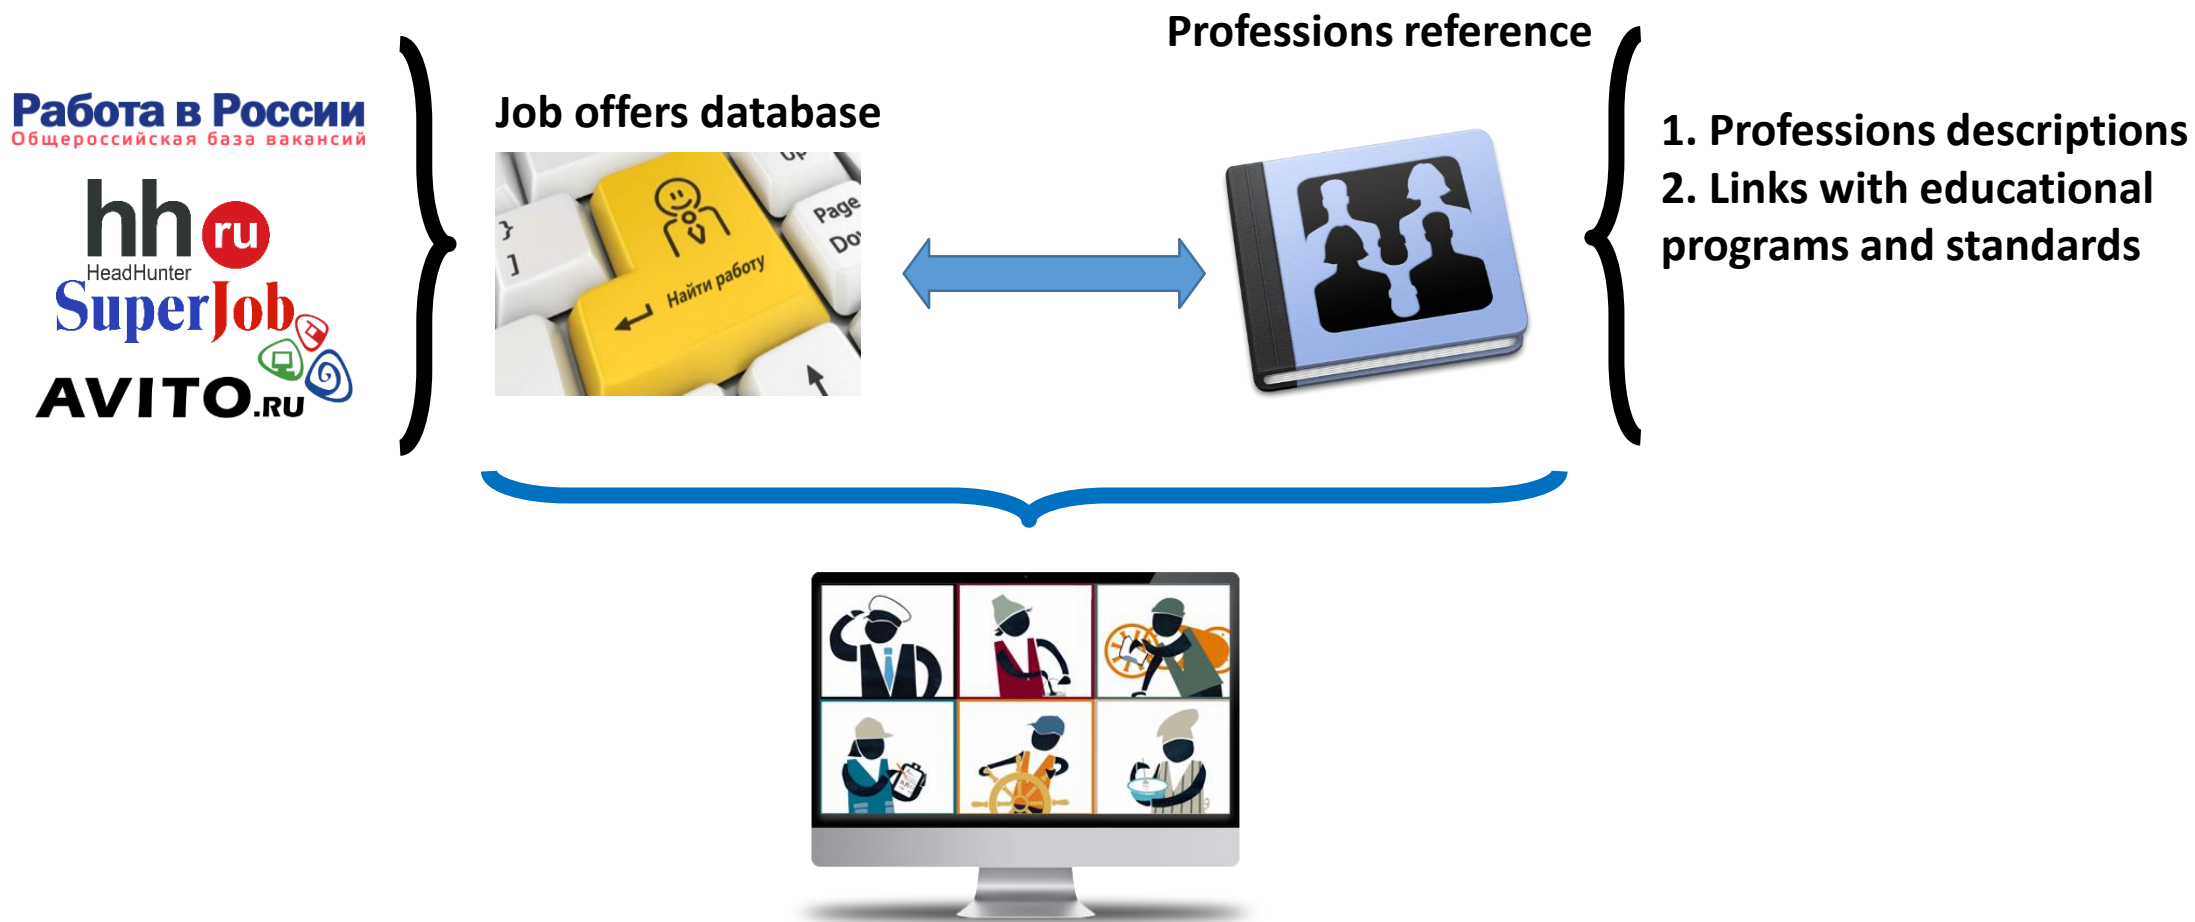 Работа в России
Общероссийская база вакансий
hh ru
HeadHunter
SuperJob
AVITO.RU
Job offers database
}
]
Up
Page
Найти работу
Professions reference
1. Professions descriptions
2. Links with educational
programs and standards